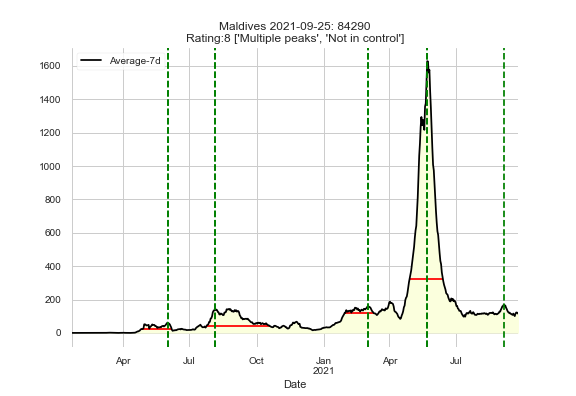 Maldives 2021-09-25: 84290
Rating:8 ['Multiple peaks', 'Not in control']
Average-7d
1600
1400
1200
1000
800
600
400
200
0
Apr Jul Oct Jan Apr Jul
2021
Date